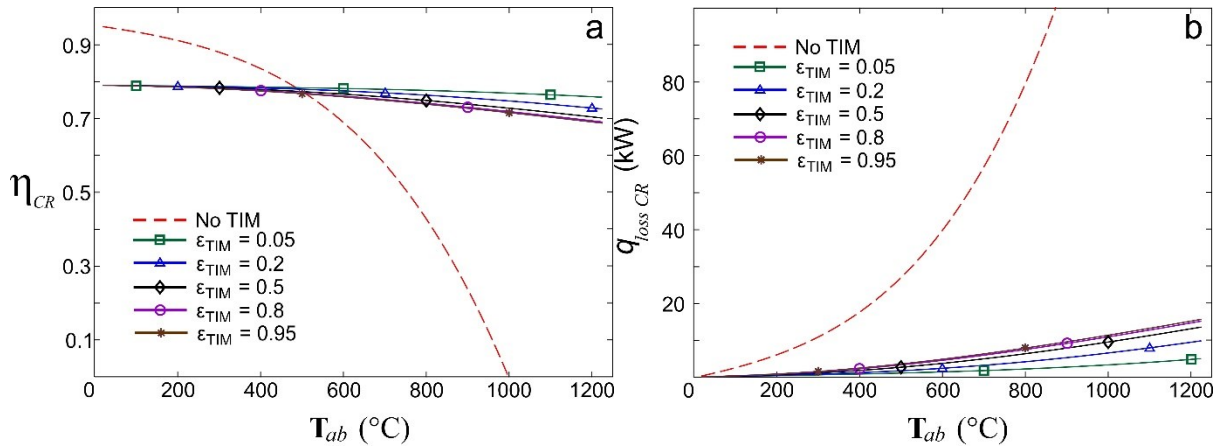 a
0.9
0.7
0.5
0.3
0.1
η_CR
No TIM
ε_TIM = 0.05
ε_TIM = 0.2
ε_TIM = 0.5
ε_TIM = 0.8
ε_TIM = 0.95
0 200 400 600 800 1000 1200
T_ab (°C)
b
80
60
40
20
q_loss CR (kW)
No TIM
ε_TIM = 0.05
ε_TIM = 0.2
ε_TIM = 0.5
ε_TIM = 0.8
ε_TIM = 0.95
0 200 400 600 800 1000 1200
T_ab (°C)